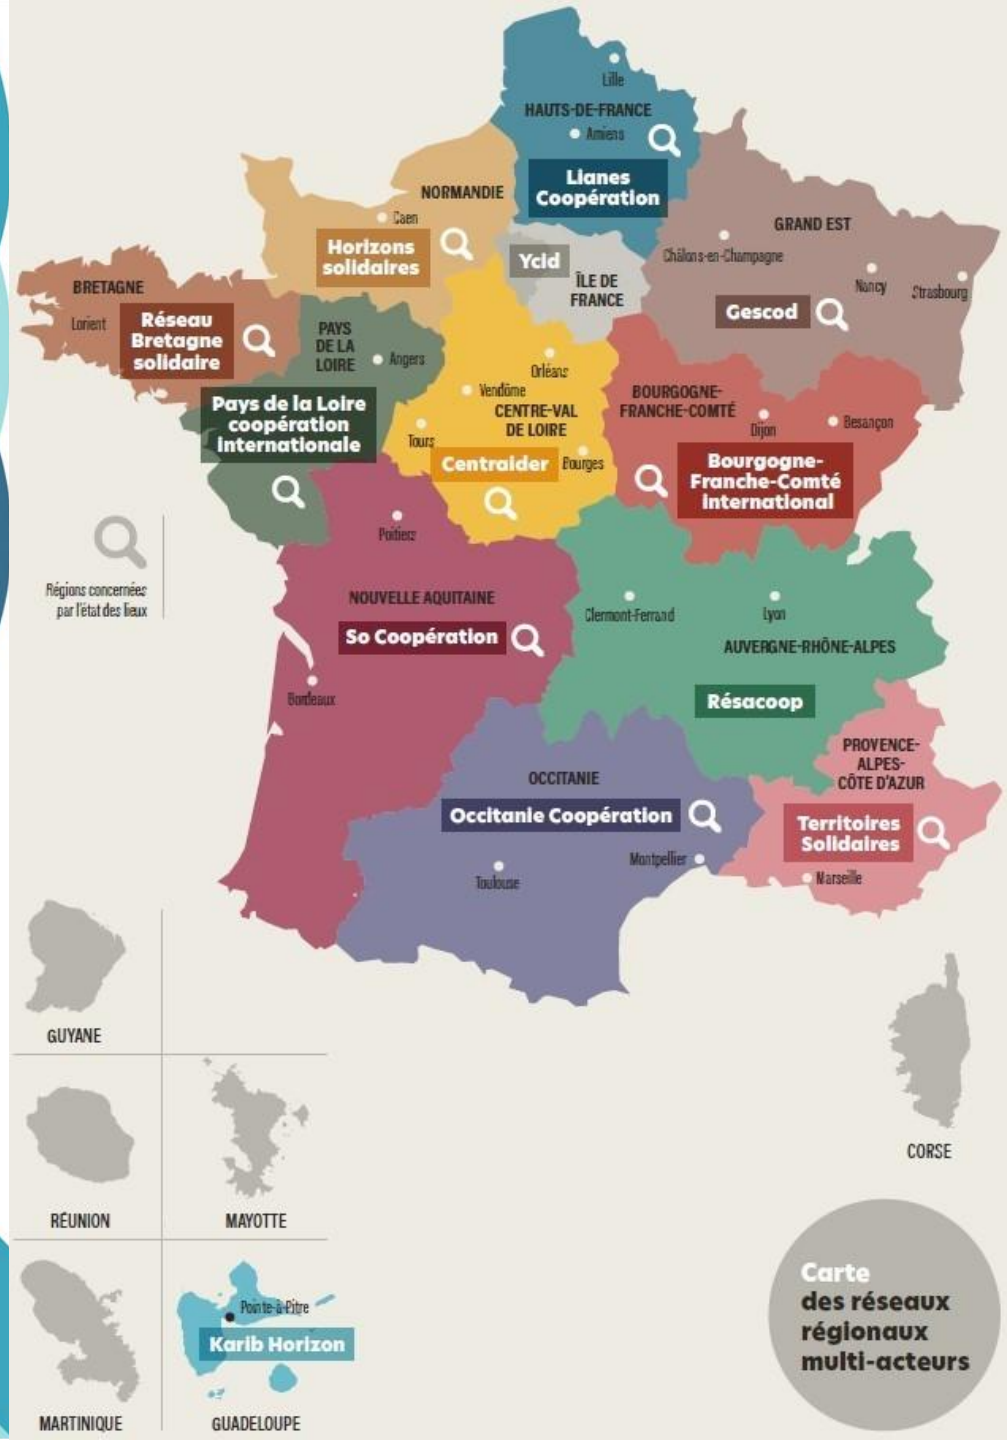 Lille
HAUTS-DE-FRANCE
Amiens
Lianes
Coopération
NORMANDIE
Caen
Horizons
solidaires
Ycid
ÎLE DE
FRANCE
GRAND EST
Châlons-en-Champagne
Nancy
Strasbourg
Gescod
BRETAGNE
Lorient
Réseau
Bretagne
solidaire
PAYS
DE LA
LOIRE
Angers
Pays de la Loire
coopération
internationale
Orléans
Vendôme
CENTRE-VAL
DE LOIRE
Tours
Centraider
Bourges
BOURGOGNE-
FRANCHE-COMTÉ
Dijon
Besançon
Bourgogne-
Franche-Comté
international
Régions concernées
par l'état des lieux
Poitiers
NOUVELLE AQUITAINE
So Coopération
Bordeaux
Clermont-Ferrand
Lyon
AUVERGNE-RHÔNE-ALPES
Résacoop
PROVENCE-
ALPES-
CÔTE D'AZUR
Territoires
Solidaires
Marseille
OCCITANIE
Occitanie Coopération
Montpellier
Toulouse
GUYANE
RÉUNION
MAYOTTE
MARTINIQUE
Pointe-à-Pitre
Karib Horizon
GUADELOUPE
CORSE
Carte
des réseaux
régionaux
multi-acteurs